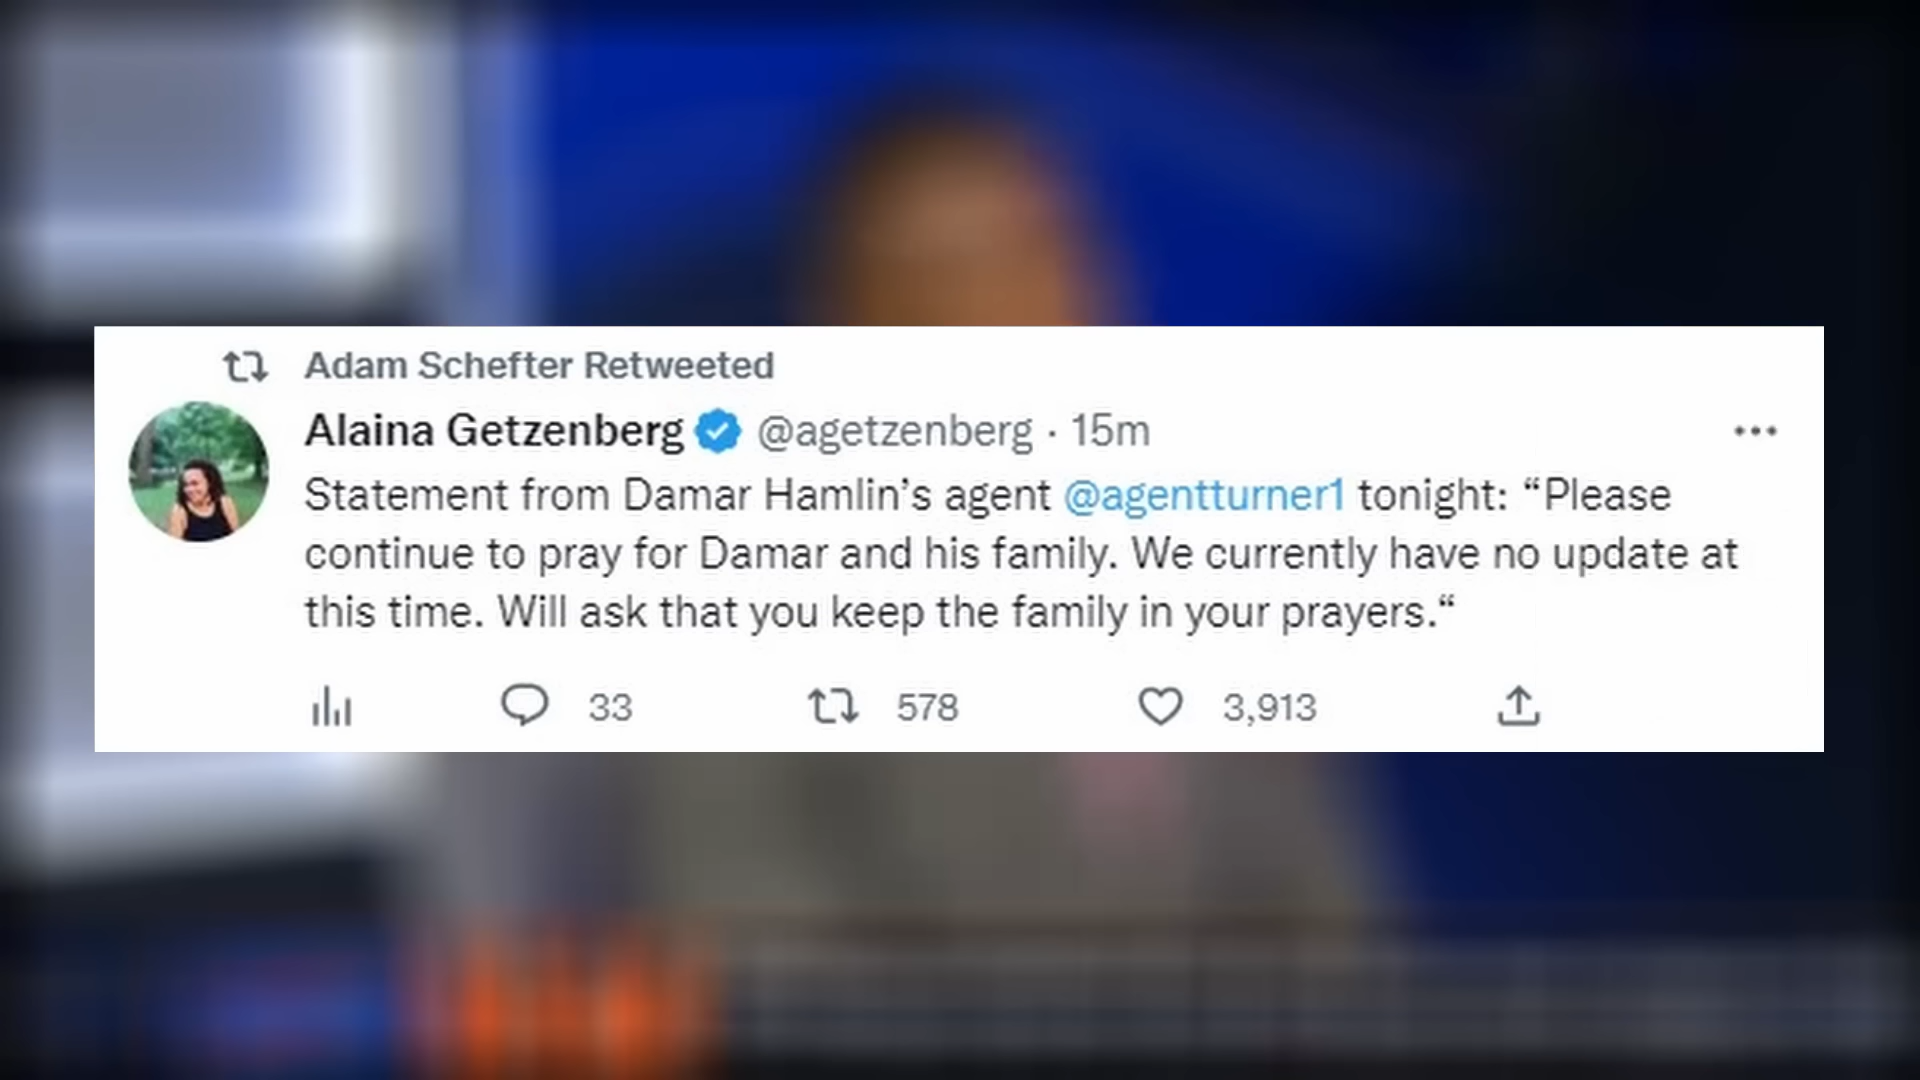 Adam Schefter Retweeted
Alaina Getzenberg @agetzenberg · 15m
Statement from Damar Hamlin’s agent @agentturner1 tonight: “Please
continue to pray for Damar and his family. We currently have no update at
this time. Will ask that you keep the family in your prayers.“
33 578 3,913